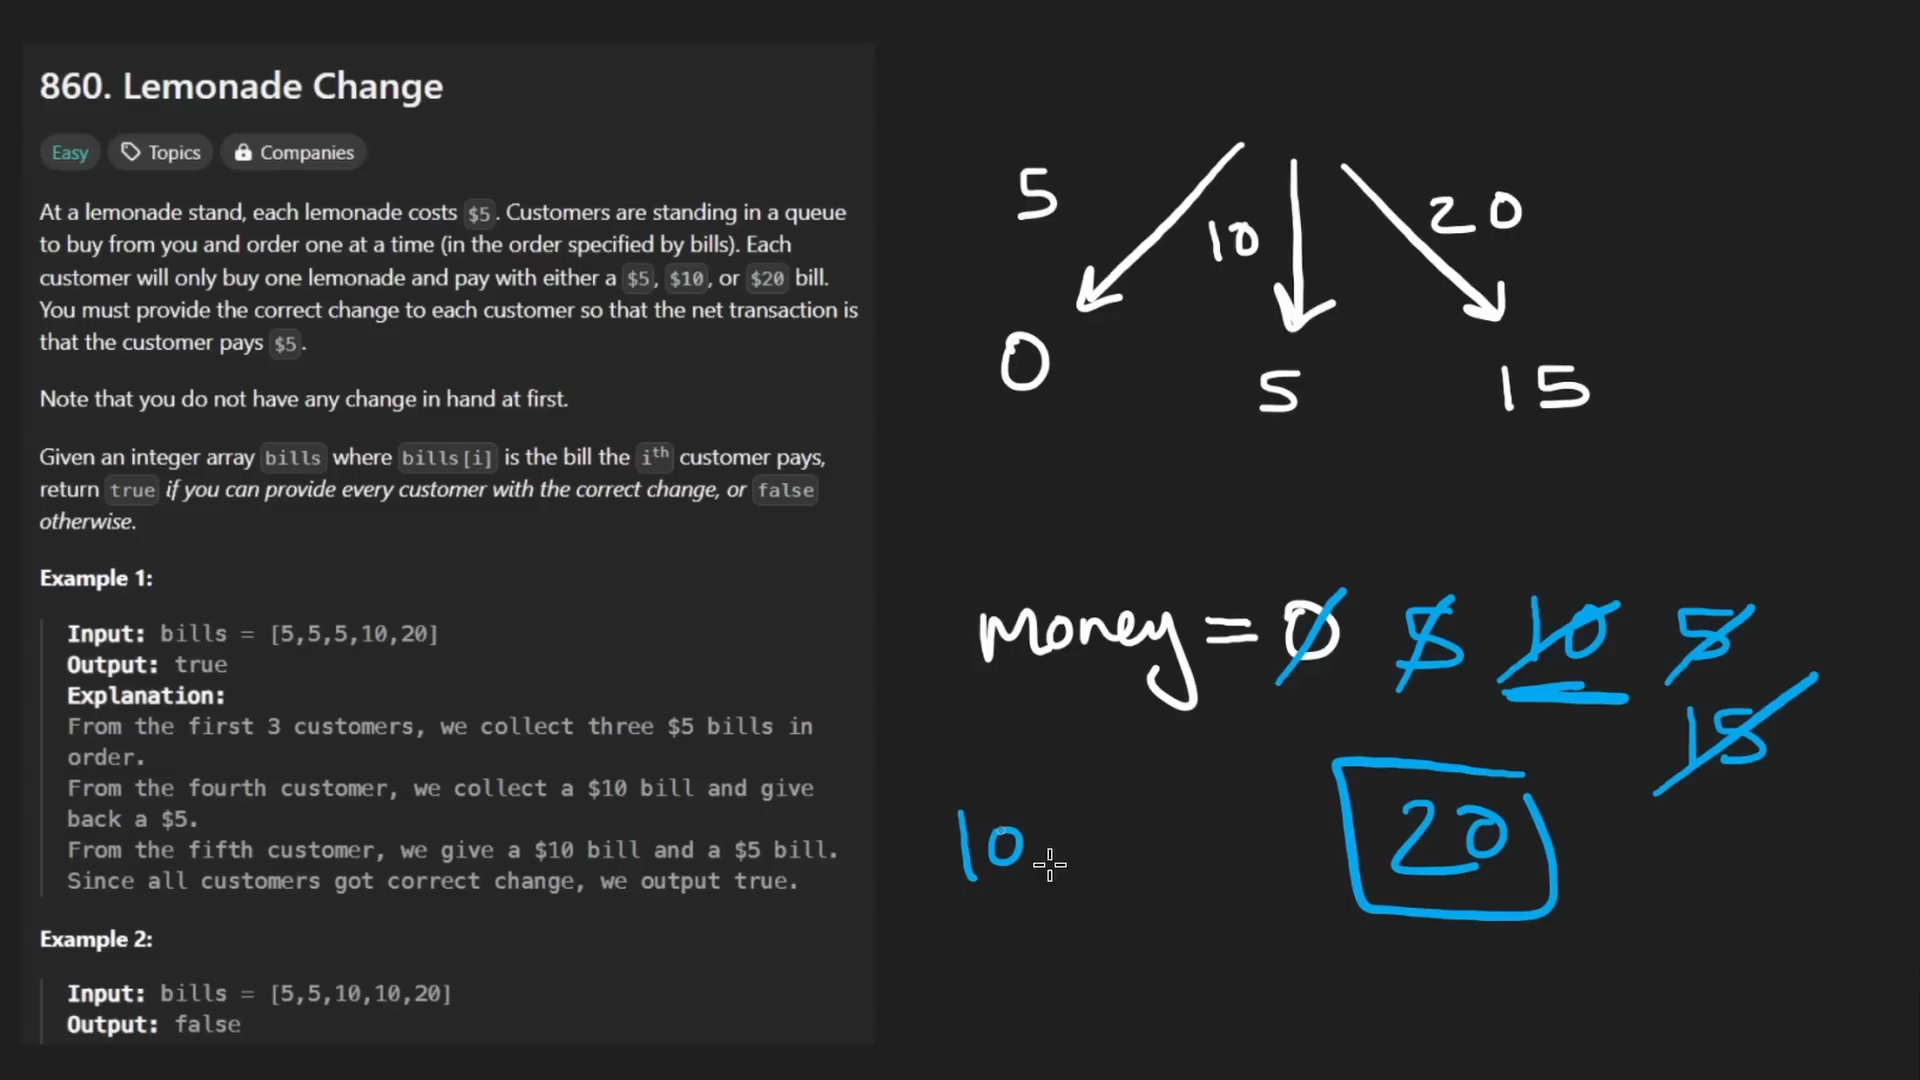 860. Lemonade Change
Easy Topics Companies
At a lemonade stand, each lemonade costs $5. Customers are standing in a queue
to buy from you and order one at a time (in the order specified by bills). Each
customer will only buy one lemonade and pay with either a $5, $10, or $20 bill.
You must provide the correct change to each customer so that the net transaction is
that the customer pays $5.
Note that you do not have any change in hand at first.
Given an integer array bills where bills[i] is the bill the ith customer pays,
return true if you can provide every customer with the correct change, or false
otherwise.
Example 1:
Input: bills = [5,5,5,10,20]
Output: true
Explanation:
From the first 3 customers, we collect three $5 bills in
order.
From the fourth customer, we collect a $10 bill and give
back a $5.
From the fifth customer, we give a $10 bill and a $5 bill.
Since all customers got correct change, we output true.
Example 2:
Input: bills = [5,5,10,10,20]
Output: false
5 10 20
0 5 15
money = 0 5 10 5
15
10 20